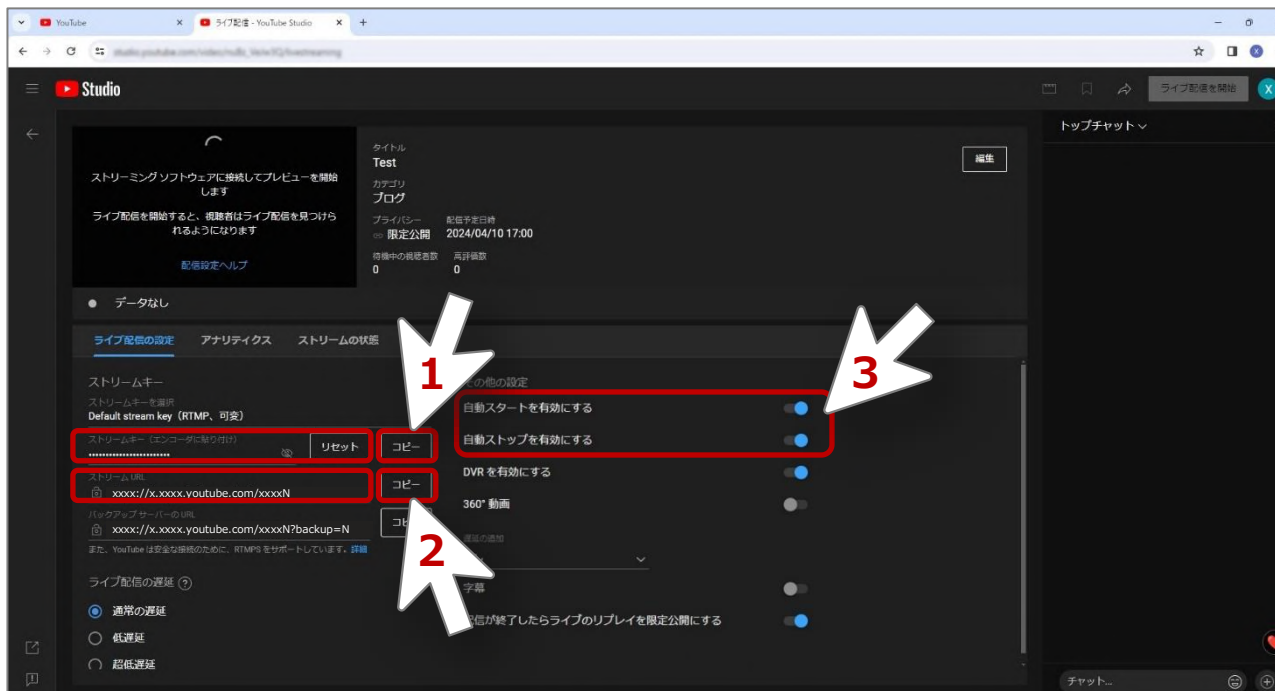 YouTube
ライブ配信 - YouTube Studio
Studio
ライブ配信を開始
X
トップチャット
ストリーミング ソフトウェアに接続してプレビューを開始
します
ライブ配信を開始すると、視聴者はライブ配信を見つけら
れるようになります
配信設定ヘルプ
タイトル
Test
編集
カテゴリ
ブログ
プライバシー 配信予定日時
限定公開 2024/04/10 17:00
待機中の視聴者数 高評価数
0 0
データなし
ライブ配信の設定 アナリティクス ストリームの状態
1
3
ストリームキー
ストリームキーを選択
Default stream key（RTMP、可変）
ストリームキー（エンコーダに貼り付け）
リセット コピー
ストリーム URL
xxxx://x.xxxx.youtube.com/xxxxN
コピー
バックアップ サーバーの URL
xxxx://x.xxxx.youtube.com/xxxxN?backup=N
また、YouTube は安全な接続のために、RTMPS をサポートしています。詳細
2
ライブ配信の遅延
通常の遅延
低遅延
超低遅延
その他の設定
自動スタートを有効にする
自動ストップを有効にする
DVR を有効にする
360° 動画
遅延の追加
字幕
配信が終了したらライブのリプレイを限定公開にする
チャット...